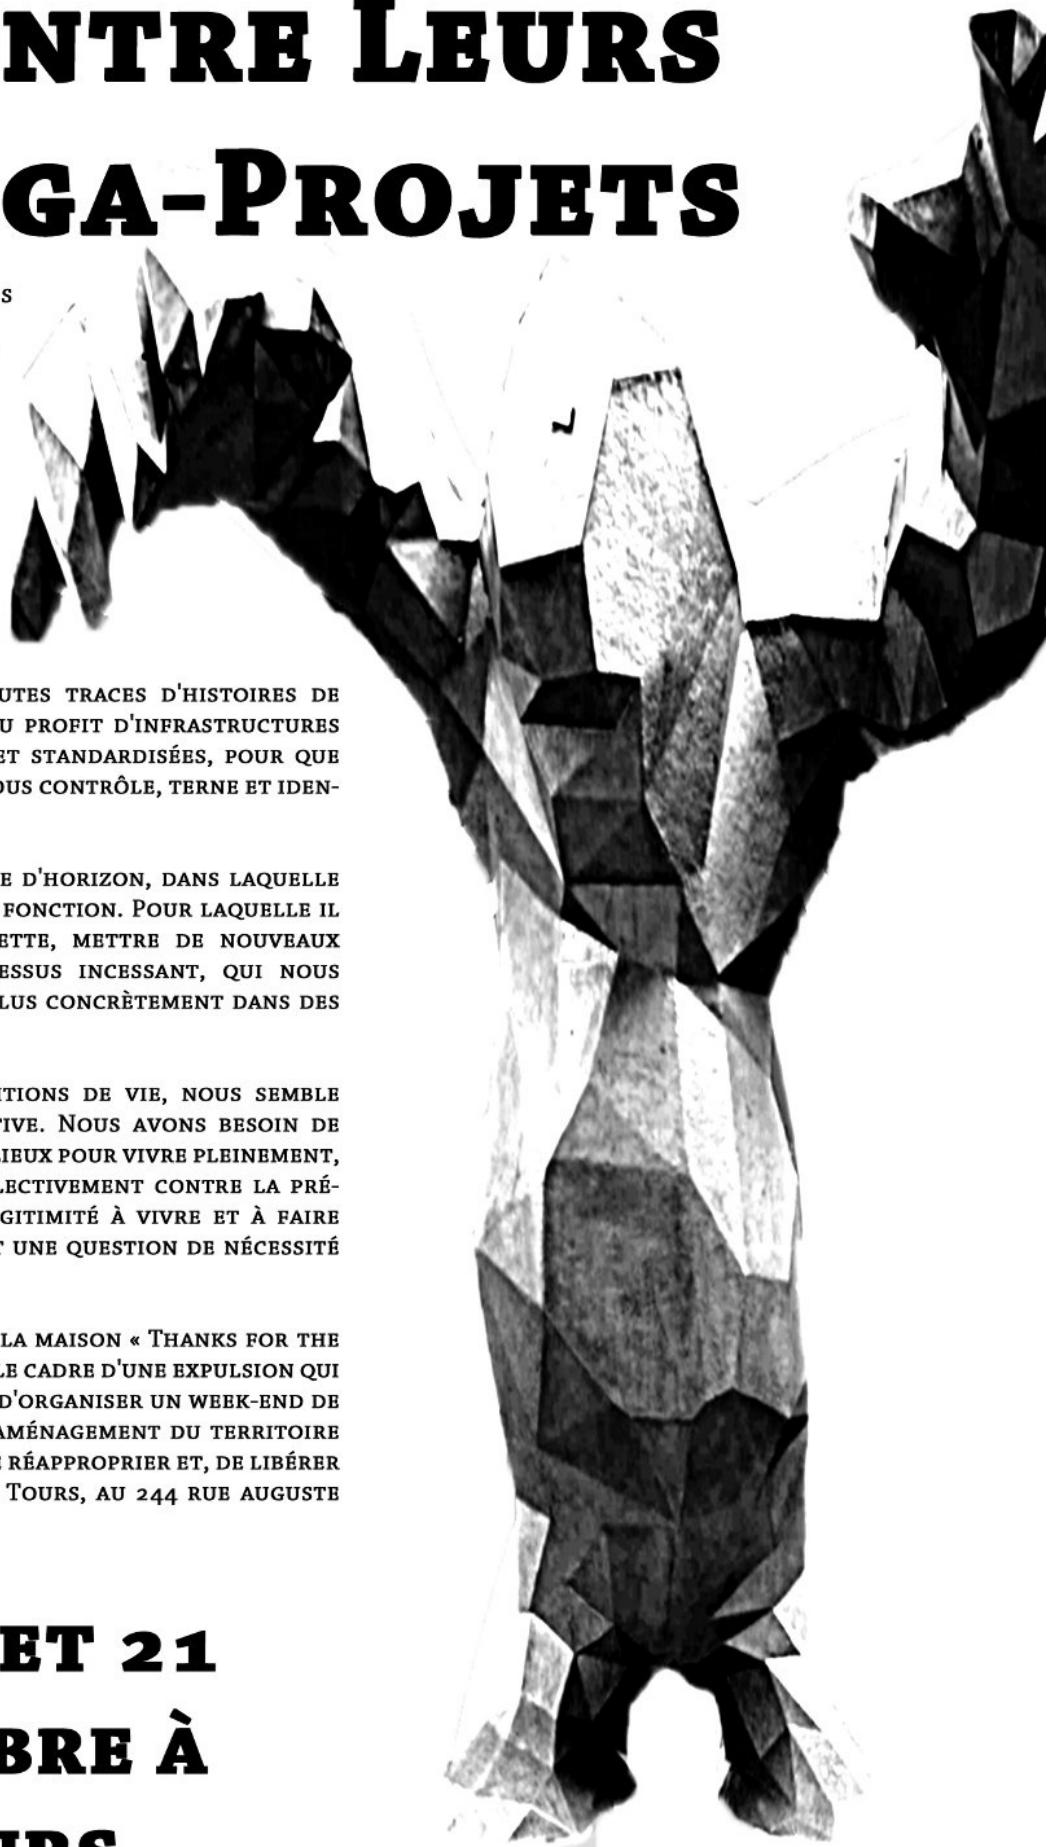 NTRE LEURS
GA-PROJETS
S
UTES TRACES D'HISTOIRES DE
U PROFIT D'INFRASTRUCTURES
ET STANDARDISÉES, POUR QUE
OUS CONTRÔLE, TERNE ET IDEN-
E D'HORIZON, DANS LAQUELLE
FONCTION. POUR LAQUELLE IL
ETTE, METTRE DE NOUVEAUX
ESSUS INCESSANT, QUI NOUS
LUS CONCRÈTEMENT DANS DES
ITIONS DE VIE, NOUS SEMBLE
TIVE. NOUS AVONS BESOIN DE
LIEUX POUR VIVRE PLEINEMENT,
LECTIVEMENT CONTRE LA PRÉ-
GITIMITÉ À VIVRE ET À FAIRE
T UNE QUESTION DE NÉCESSITÉ
LA MAISON « THANKS FOR THE
LE CADRE D'UNE EXPULSION QUI
D'ORGANISER UN WEEK-END DE
AMÉNAGEMENT DU TERRITOIRE
E RÉAPPROPRIER ET, DE LIBÉRER
TOURS, AU 244 RUE AUGUSTE
ET 21
BRE À
URS